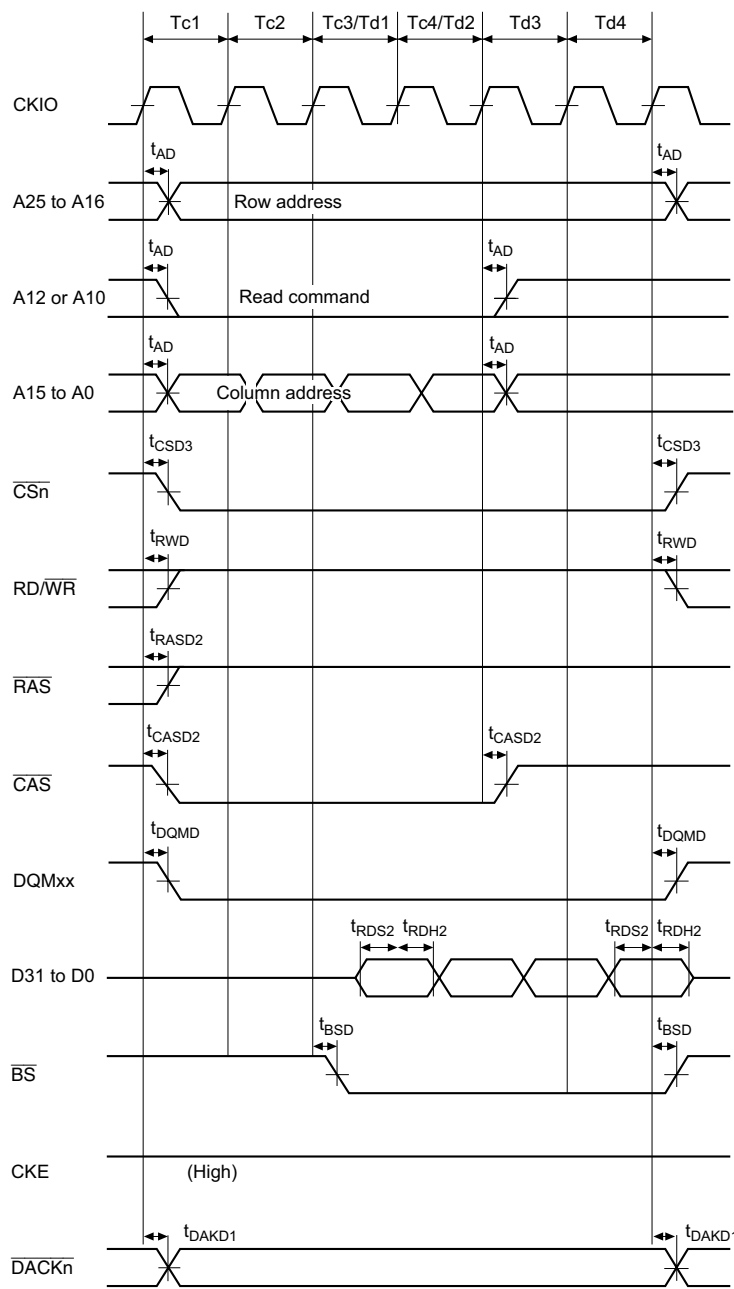 Tc1 Tc2 Tc3/Td1 Tc4/Td2 Td3 Td4
CKIO
tAD tAD
A25 to A16 Row address
tAD tAD
A12 or A10 Read command
tAD tAD
A15 to A0 Column address
tCSD3 tCSD3
CSn
tRWD tRWD
RD/WR
tRASD2
RAS
tCASD2 tCASD2
CAS
tDQMD tDQMD
DQMxx
tRDS2 tRDH2 tRDS2 tRDH2
D31 to D0
tBSD tBSD
BS
CKE (High)
tDAKD1 tDAKD1
DACKn